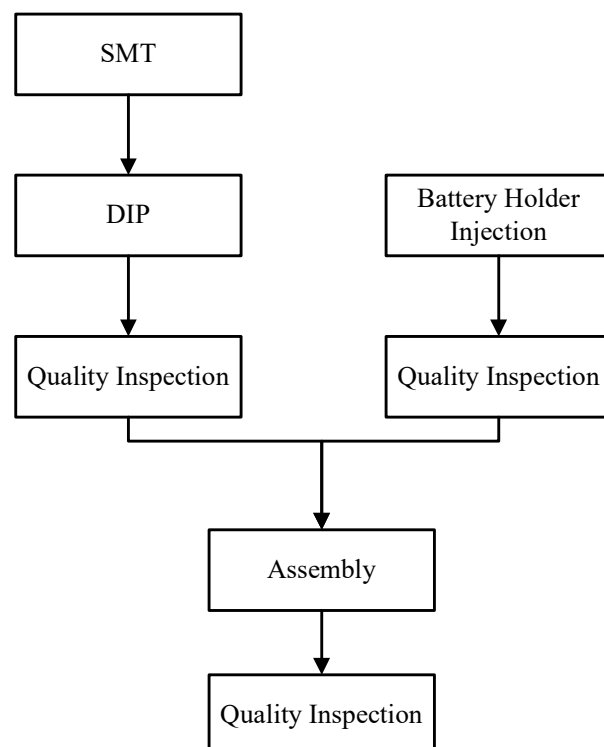 SMT
DIP
Battery Holder
Injection
Quality Inspection
Quality Inspection
Assembly
Quality Inspection